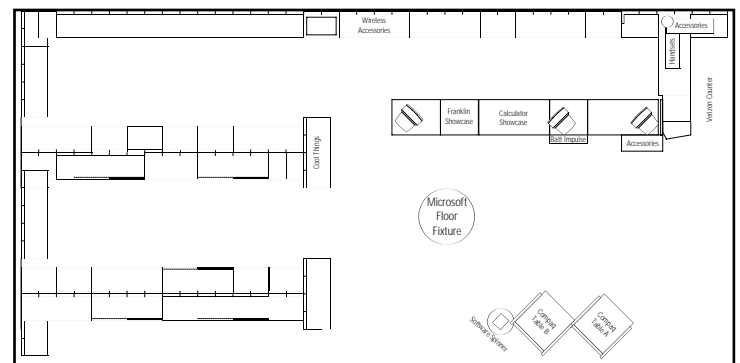 Wireless
Accessories
Accessories
Handsets
Verizon Counter
Franklin
Showcase
Calculator
Showcase
Batt Impulse
Accessories
Cool Things
Microsoft
Floor
Fixture
Software Spinner
Compaq
Table B
Compaq
Table A